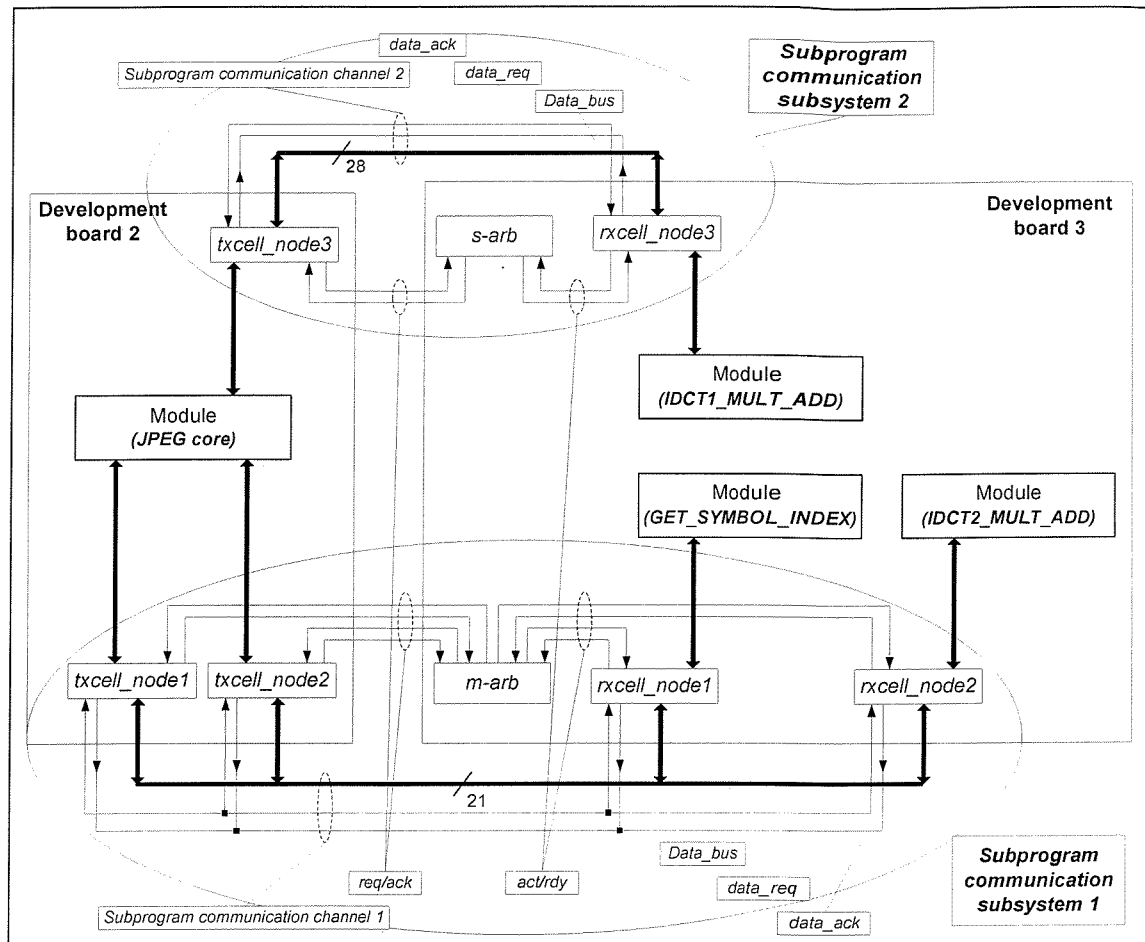 data_ack
Subprogram communication channel 2
data_req
Data_bus
Subprogram
communication
subsystem 2
28
Development
board 2
Development
board 3
txcell_node3
s-arb
rxcell_node3
Module
(JPEG core)
Module
(IDCT1_MULT_ADD)
Module
(GET_SYMBOL_INDEX)
Module
(IDCT2_MULT_ADD)
txcell_node1
txcell_node2
m-arb
rxcell_node1
rxcell_node2
21
Data_bus
req/ack
act/rdy
data_req
Subprogram communication channel 1
data_ack
Subprogram
communication
subsystem 1